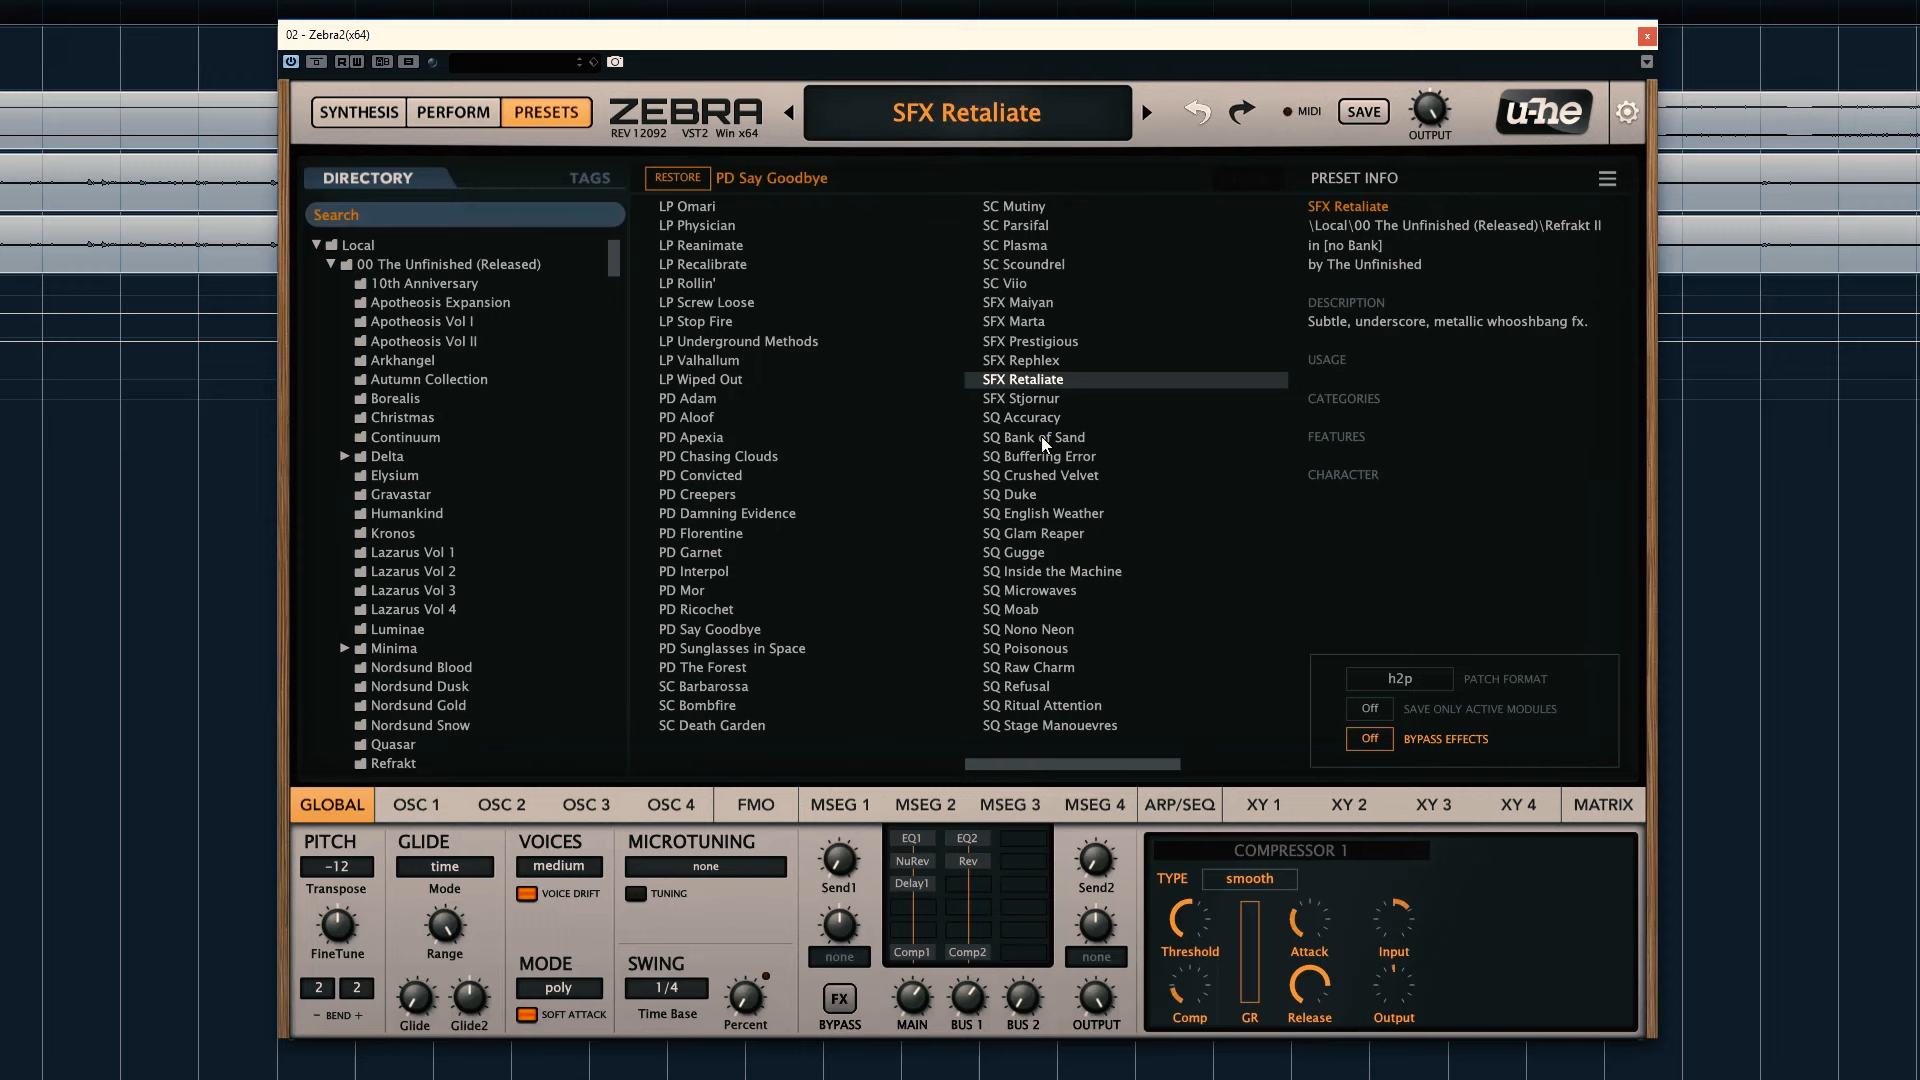 02 - Zebra2(x64)
x
R W AB
SYNTHESIS PERFORM PRESETS
ZEBRA
REV 12092 VST2 Win x64
SFX Retaliate
MIDI
SAVE
OUTPUT
u-he
DIRECTORY TAGS
Search
Local
00 The Unfinished (Released)
10th Anniversary
Apotheosis Expansion
Apotheosis Vol I
Apotheosis Vol II
Arkhangel
Autumn Collection
Borealis
Christmas
Continuum
Delta
Elysium
Gravastar
Humankind
Kronos
Lazarus Vol 1
Lazarus Vol 2
Lazarus Vol 3
Lazarus Vol 4
Luminae
Minima
Nordsund Blood
Nordsund Dusk
Nordsund Gold
Nordsund Snow
Quasar
Refrakt
RESTORE PD Say Goodbye
LP Omari
LP Physician
LP Reanimate
LP Recalibrate
LP Rollin'
LP Screw Loose
LP Stop Fire
LP Underground Methods
LP Valhallum
LP Wiped Out
PD Adam
PD Aloof
PD Apexia
PD Chasing Clouds
PD Convicted
PD Creepers
PD Damning Evidence
PD Florentine
PD Garnet
PD Interpol
PD Mor
PD Ricochet
PD Say Goodbye
PD Sunglasses in Space
PD The Forest
SC Barbarossa
SC Bombfire
SC Death Garden
SC Mutiny
SC Parsifal
SC Plasma
SC Scoundrel
SC Viio
SFX Maiyan
SFX Marta
SFX Prestigious
SFX Rephlex
SFX Retaliate
SFX Stjornur
SQ Accuracy
SQ Bank of Sand
SQ Buffering Error
SQ Crushed Velvet
SQ Duke
SQ English Weather
SQ Glam Reaper
SQ Gugge
SQ Inside the Machine
SQ Microwaves
SQ Moab
SQ Nono Neon
SQ Poisonous
SQ Raw Charm
SQ Refusal
SQ Ritual Attention
SQ Stage Manouevres
PRESET INFO
SFX Retaliate
\Local\00 The Unfinished (Released)\Refrakt II
in [no Bank]
by The Unfinished
DESCRIPTION
Subtle, underscore, metallic whooshbang fx.
USAGE
CATEGORIES
FEATURES
CHARACTER
h2p PATCH FORMAT
Off SAVE ONLY ACTIVE MODULES
Off BYPASS EFFECTS
GLOBAL OSC 1 OSC 2 OSC 3 OSC 4 FMO MSEG 1 MSEG 2 MSEG 3 MSEG 4 ARP/SEQ XY 1 XY 2 XY 3 XY 4 MATRIX
PITCH
-12
Transpose
FineTune
2 2
- BEND +
GLIDE
time
Mode
Range
Glide Glide2
VOICES
medium
VOICE DRIFT
MODE
poly
SOFT ATTACK
MICROTUNING
none
TUNING
SWING
1/4
Time Base
Percent
Send1
none
FX
BYPASS
EQ1 EQ2
NuRev Rev
Delay1
Comp1 Comp2
MAIN BUS 1 BUS 2
Send2
none
OUTPUT
COMPRESSOR 1
TYPE smooth
Threshold Attack Input
Comp GR Release Output